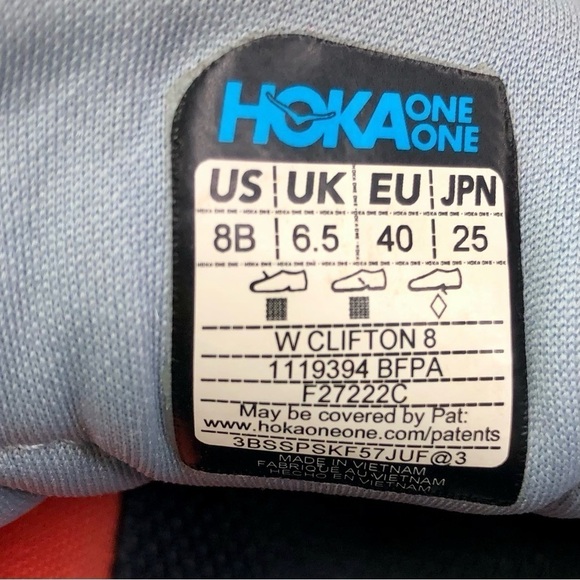 HOKA ONE ONE
US UK EU JPN
8B 6.5 40 25
W CLIFTON 8
1119394 BFPA
F27222C
May be covered by Pat:
www.hokaoneone.com/patents
3BSSPSKF57JUF@3
MADE IN VIETNAM
FABRIQUÉ AU VIETNAM
HECHO EN VIETNAM